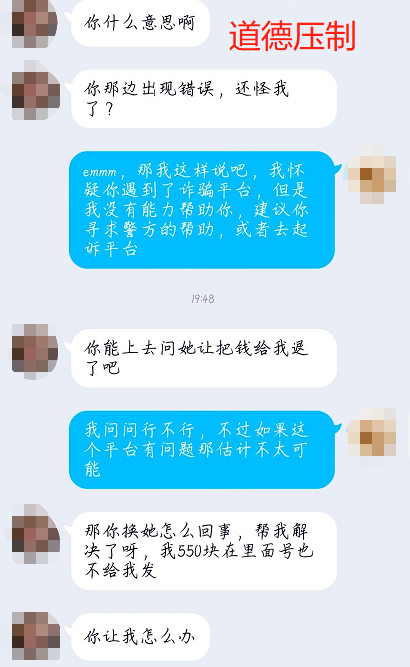 你什么意思啊
道德压制
你那边出现错误，还怪我
了？
emmm，那我这样说吧，我怀
疑你遇到了诈骗平台，但是
我没有能力帮助你，建议你
寻求警方的帮助，或者去起
诉平台
19:48
你能上去问她让把钱给我退
了吧
我问问行不行，不过如果这
个平台有问题那估计不太可
能
那你换她怎么回事，帮我解
决了呀，我550块在里面号也
不给我发
你让我怎么办